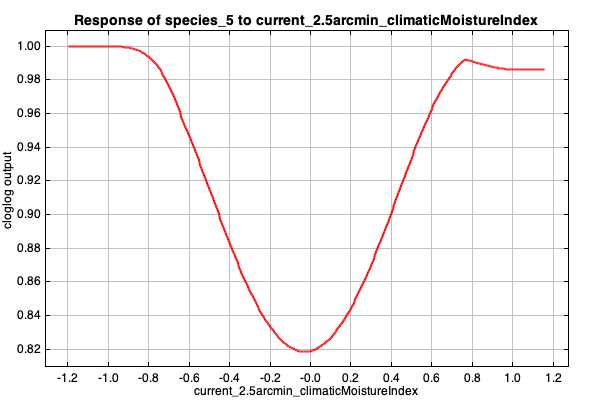 Response of species_5 to current_2.5arcmin_climaticMoistureIndex
cloglog output
1.00
0.98
0.96
0.94
0.92
0.90
0.88
0.86
0.84
0.82
-1.2 -1.0 -0.8 -0.6 -0.4 -0.2 -0.0 0.2 0.4 0.6 0.8 1.0 1.2
current_2.5arcmin_climaticMoistureIndex